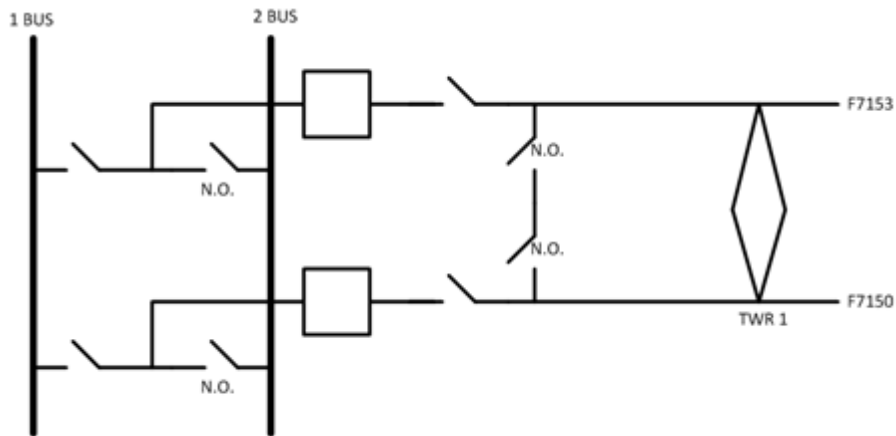 1 BUS
2 BUS
F7153
N.O.
N.O.
N.O.
F7150
TWR 1
N.O.